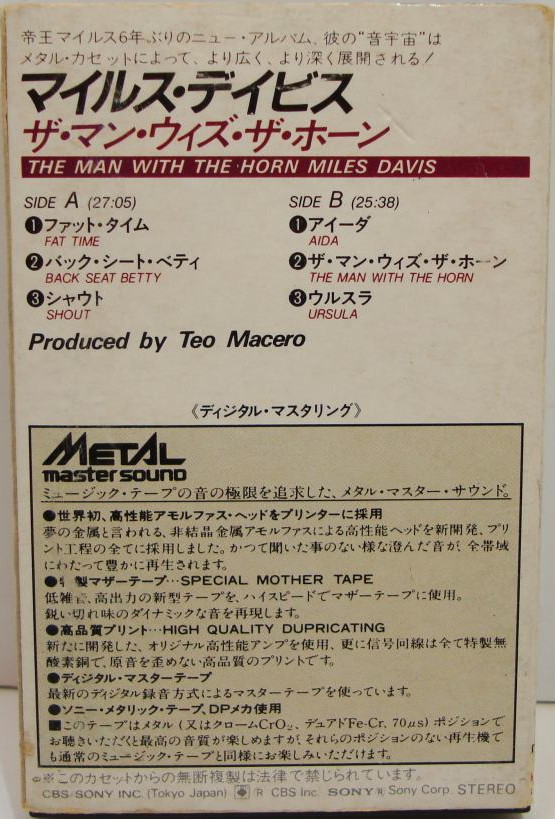 帝王マイルス6年ぶりのニュー・アルバム、彼の"音宇宙"は
メタル・カセットによって、より広く、より深く展開される！
マイルス・デイビス
ザ・マン・ウィズ・ザ・ホーン
THE MAN WITH THE HORN MILES DAVIS
SIDE A (27:05)
❶ファット・タイム
FAT TIME
❷バック・シート・ベティ
BACK SEAT BETTY
❸シャウト
SHOUT
SIDE B (25:38)
❶アイーダ
AIDA
❷ザ・マン・ウィズ・ザ・ホーン
THE MAN WITH THE HORN
❸ウルスラ
URSULA
Produced by Teo Macero
《ディジタル・マスタリング》
METAL
master sound
ミュージック・テープの音の極限を追求した、メタル・マスター・サウンド。
●世界初、高性能アモルファス・ヘッドをプリンターに採用
夢の金属と言われる、非結晶金属アモルファスによる高性能ヘッドを新開発、プリ
ント工程の全てに採用しました。かつて聞いた事のない様な澄んだ音が、全帯域
にわたって豊かに再生されます。
●製マザーテープ…SPECIAL MOTHER TAPE
低雑音、高出力の新型テープを、ハイスピードでマザーテープに使用。
鋭い切れ味のダイナミックな音を再現します。
●高品質プリント…HIGH QUALITY DUPRICATING
新たに開発した、オリジナル高性能アンプを使用、更に信号回線は全て特製無
酸素銅で、原音を歪めない高品質のプリントです。
●ディジタル・マスターテープ
最新のディジタル録音方式によるマスターテープを使っています。
●ソニー・メタリック・テープ、DPメカ使用
■このテープはメタル (又はクロームCrO₂、デュアドFe-Cr, 70μs) ポジションで
お聴きいただくと最高の音質が楽しめますが、それらのポジションのない再生機で
も通常のミュージック・テープと同様にお楽しみいただけます。
※このカセットからの無断複製は法律で禁じられています。
CBS/SONY INC. (Tokyo Japan) /R CBS Inc. SONY /R Sony Corp. STEREO